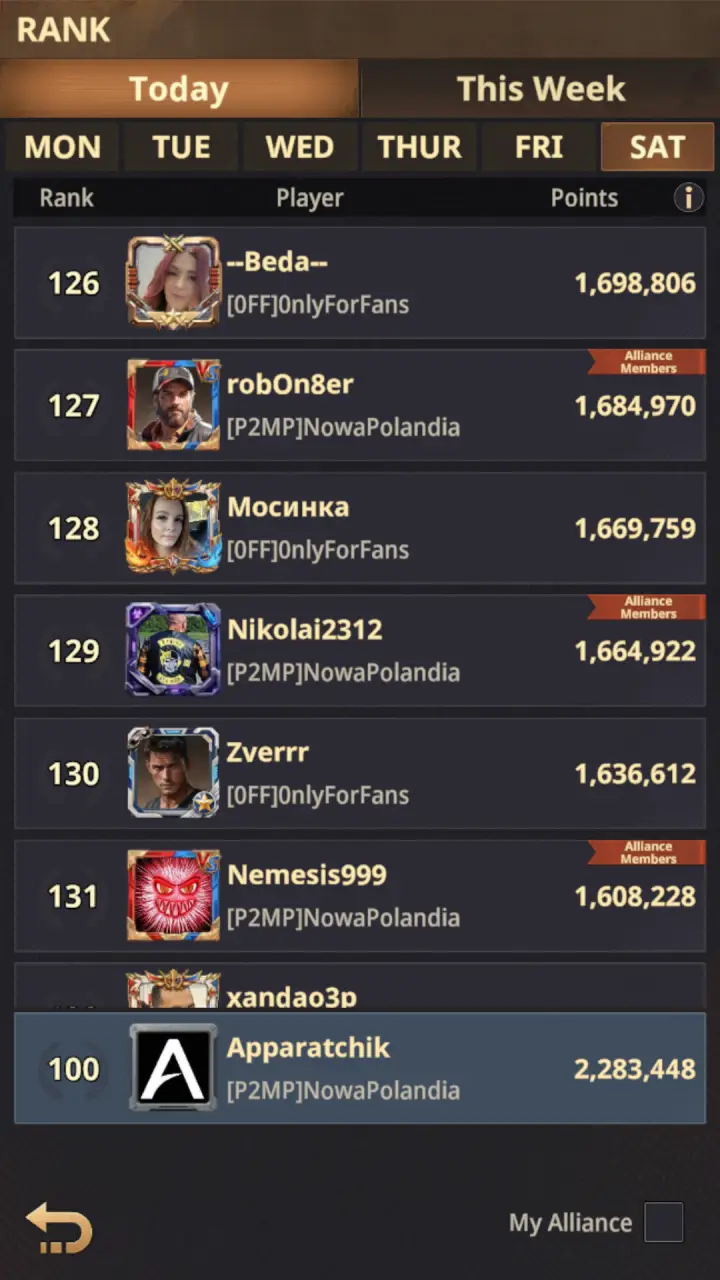 RANK
Today
This Week
MON TUE WED THUR FRI SAT
Rank Player Points
126
--Beda--
[0FF]0nlyForFans
1,698,806
Alliance
Members
127
robOn8er
[P2MP]NowaPolandia
1,684,970
128
Мосинка
[0FF]0nlyForFans
1,669,759
Alliance
Members
129
Nikolai2312
[P2MP]NowaPolandia
1,664,922
130
Zverrr
[0FF]0nlyForFans
1,636,612
Alliance
Members
131
Nemesis999
[P2MP]NowaPolandia
1,608,228
xandao3p
100
Apparatchik
[P2MP]NowaPolandia
2,283,448
My Alliance